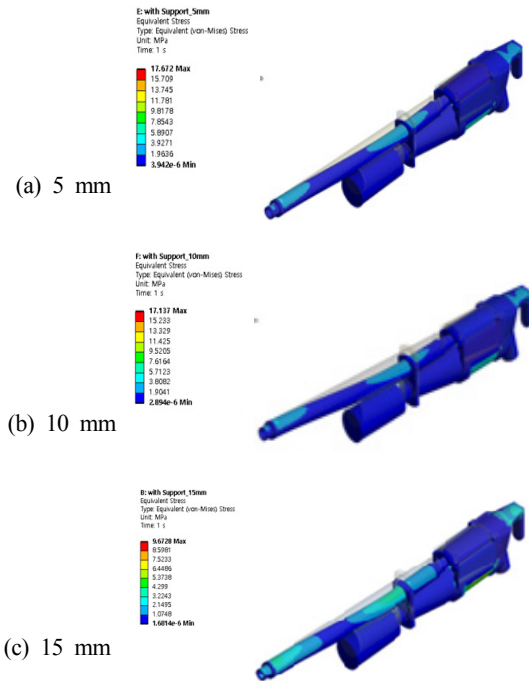 E: with Support_5mm
Equivalent Stress
Type: Equivalent (von-Mises) Stress
Unit: MPa
Time: 1 s
17.672 Max
15.709
13.745
11.781
9.8178
7.8543
5.8907
3.9271
1.9636
3.942e-6 Min
(a) 5 mm
F: with Support_10mm
Equivalent Stress
Type: Equivalent (von-Mises) Stress
Unit: MPa
Time: 1 s
17.137 Max
15.233
13.329
11.425
9.5205
7.6164
5.7123
3.8082
1.9041
2.894e-6 Min
(b) 10 mm
B: with Support_15mm
Equivalent Stress
Type: Equivalent (von-Mises) Stress
Unit: MPa
Time: 1 s
9.6728 Max
8.5981
7.5233
6.4486
5.3738
4.299
3.2243
2.1495
1.0748
1.6814e-6 Min
(c) 15 mm